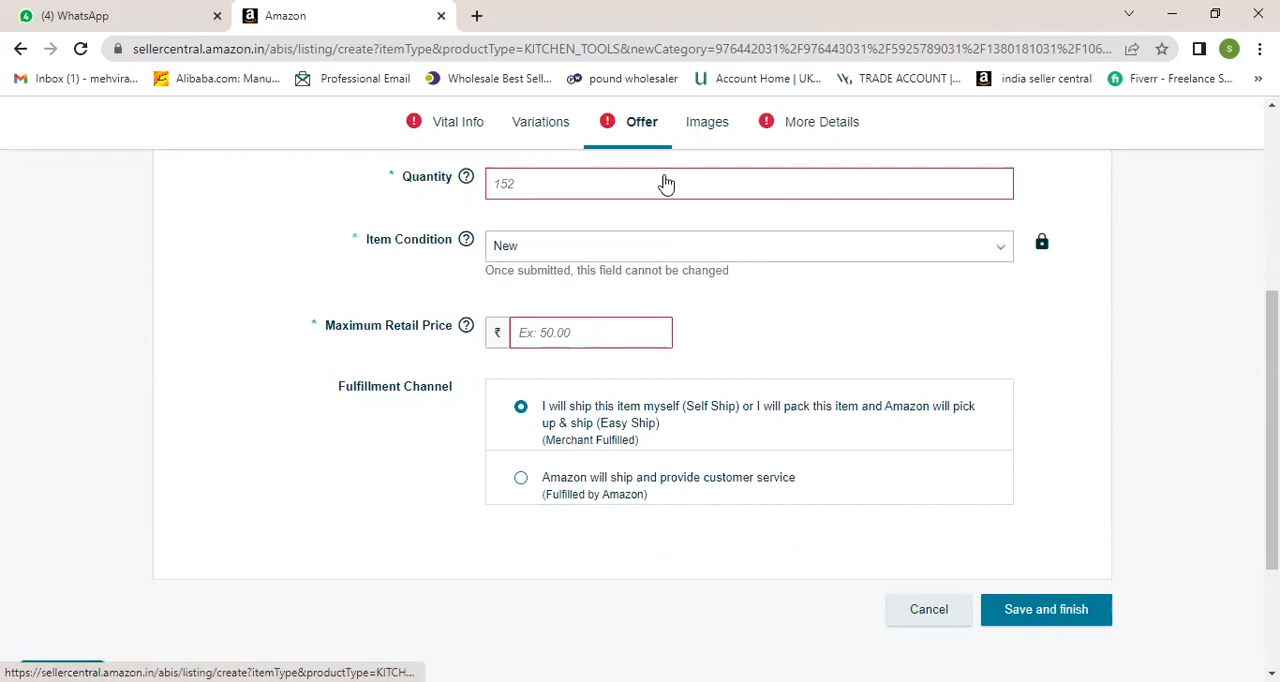 (4) WhatsApp
Amazon
sellercentral.amazon.in/abis/listing/create?itemType&productType=KITCHEN_TOOLS&newCategory=976442031%2F976443031%2F5925789031%2F1380181031%2F106...
S
Inbox (1) - mehvira...
Alibaba.com: Manu...
Professional Email
Wholesale Best Sell...
pound wholesaler
Account Home | UK...
TRADE ACCOUNT |...
india seller central
Fiverr - Freelance S...
»
Vital Info
Variations
Offer
Images
More Details
* Quantity ?
152
* Item Condition ?
New
Once submitted, this field cannot be changed
* Maximum Retail Price ?
₹ Ex: 50.00
Fulfillment Channel
I will ship this item myself (Self Ship) or I will pack this item and Amazon will pick
up & ship (Easy Ship)
(Merchant Fulfilled)
Amazon will ship and provide customer service
(Fulfilled by Amazon)
Cancel
Save and finish
https://sellercentral.amazon.in/abis/listing/create?itemType&productType=KITCH...